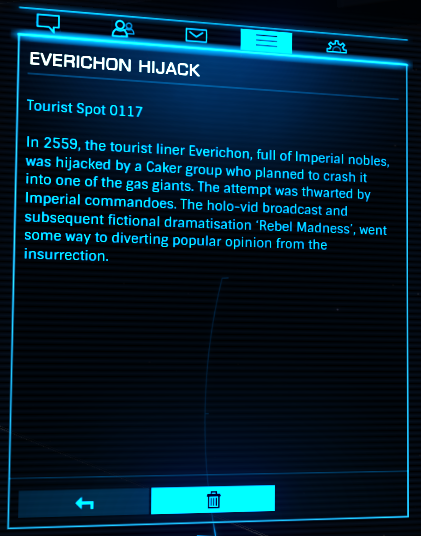 EVERICHON HIJACK
Tourist Spot 0117
In 2559, the tourist liner Everichon, full of Imperial nobles,
was hijacked by a Caker group who planned to crash it
into one of the gas giants. The attempt was thwarted by
Imperial commandoes. The holo-vid broadcast and
subsequent fictional dramatisation ‘Rebel Madness’, went
some way to diverting popular opinion from the
insurrection.